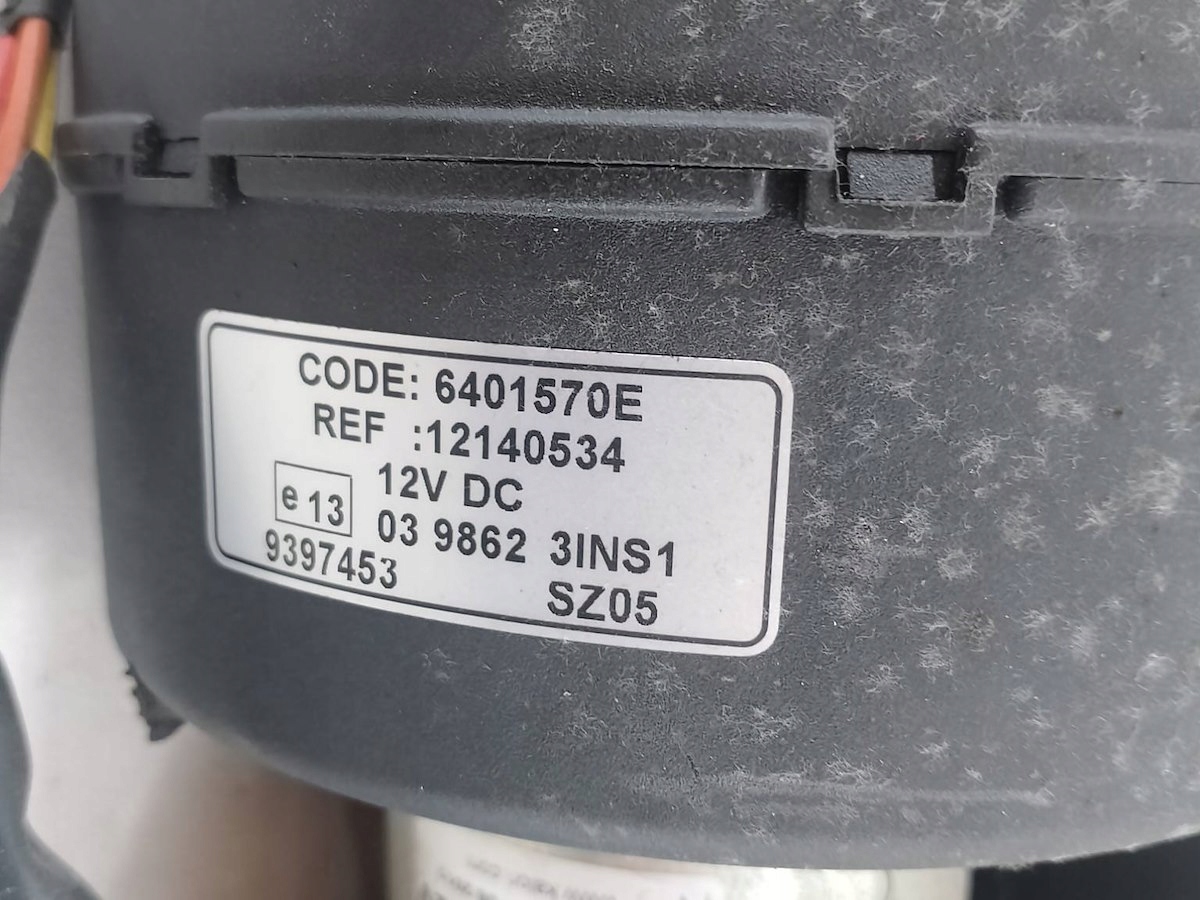 CODE: 6401570E
REF :12140534
12V DC
e 13
03 9862 3INS1
9397453
SZ05